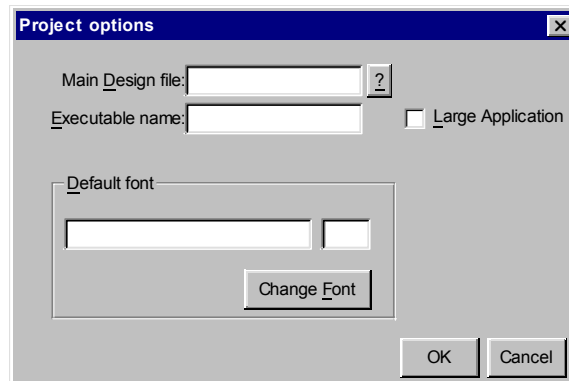 Project options
Main Design file: ?
Executable name: Large Application
Default font
Change Font
OK Cancel